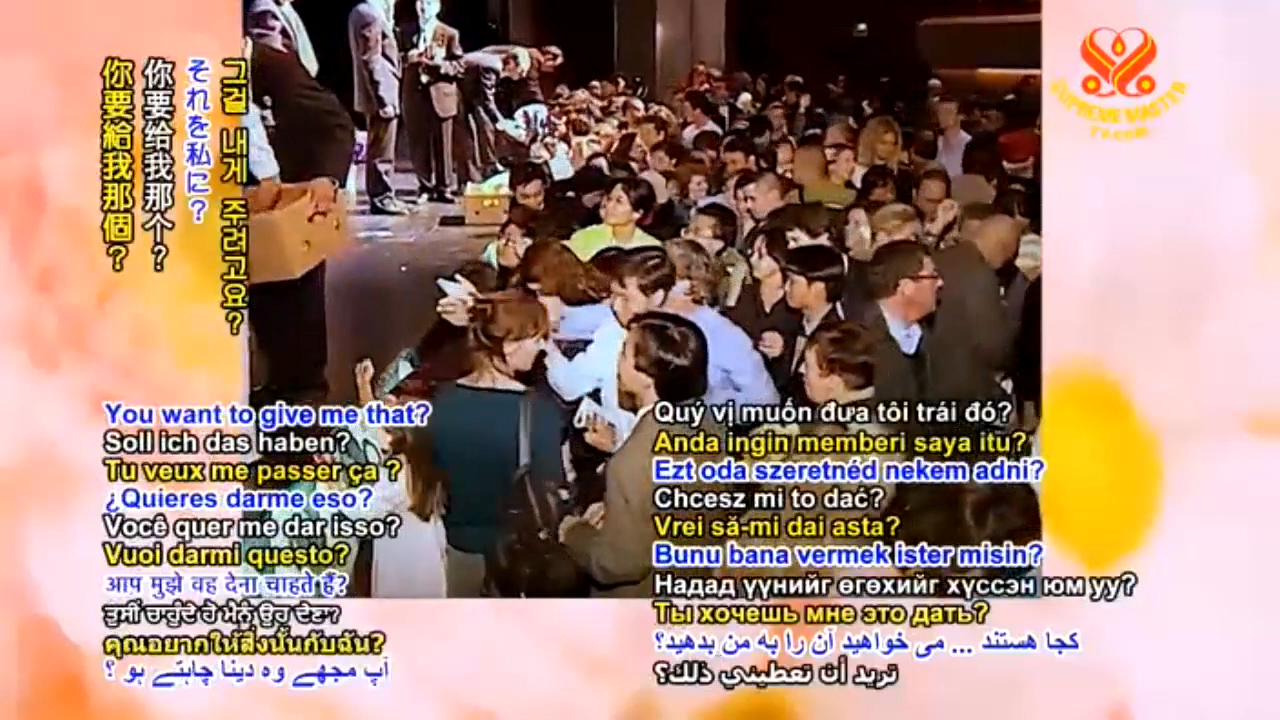 그걸 내게 주려고요?
それを私に?
你要给我那个?
你要給我那個?
SUPREME MASTER
TV.COM
You want to give me that?
Soll ich das haben?
Tu veux me passer ça ?
¿Quieres darme eso?
Você quer me dar isso?
Vuoi darmi questo?
आप मुझे वह देना चाहते हैं?
ਤੁਸੀਂ ਚਾਹੁੰਦੇ ਹੋ ਮੈਨੂੰ ਉਹ ਦੇਣਾ?
คุณอยากให้สิ่งนั้นกับฉัน?
آپ مجھے وہ دینا چاہتے ہو ؟
Quý vị muốn đưa tôi trái đó?
Anda ingin memberi saya itu?
Ezt oda szeretnéd nekem adni?
Chcesz mi to dać?
Vrei să-mi dai asta?
Bunu bana vermek ister misin?
Надад үүнийг өгөхийг хүссэн юм уу?
Ты хочешь мне это дать?
کجا هستند ... می خواهید آن را به من بدهید؟
تريد أن تعطيني ذلك؟